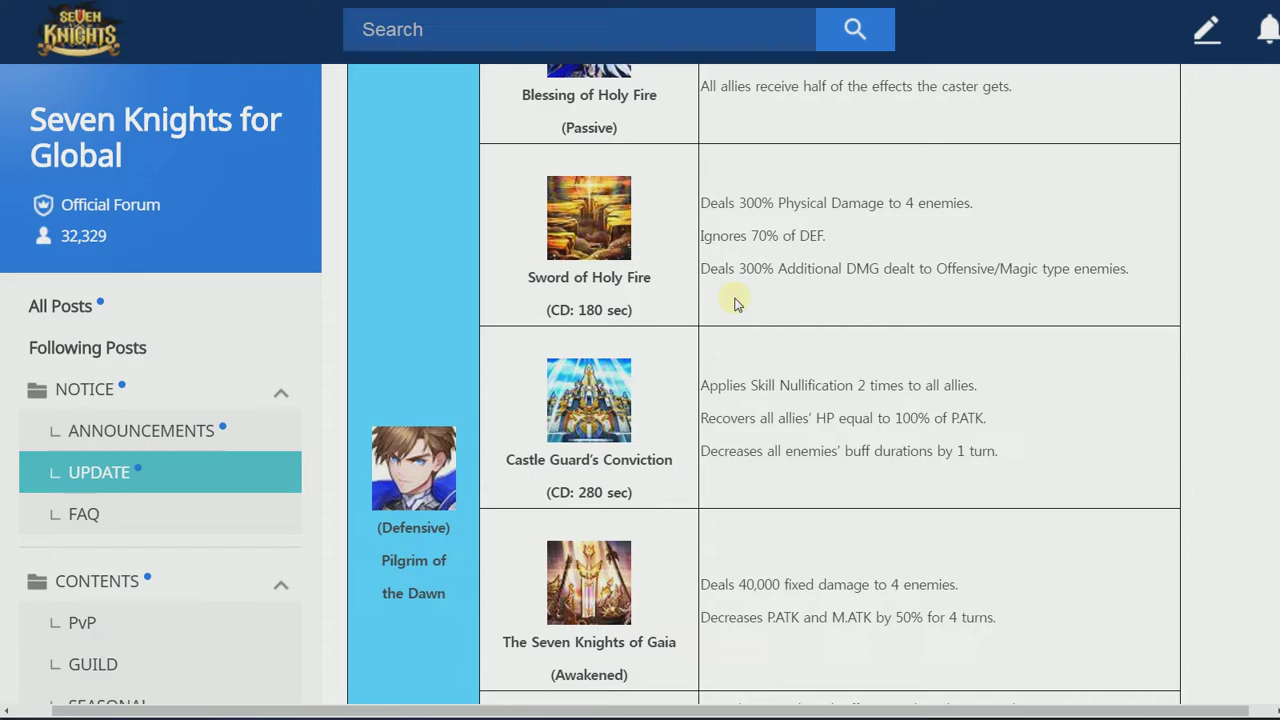 SEVEN
KNIGHTS
Search
Seven Knights for
Global
Official Forum
32,329
All Posts
Following Posts
NOTICE
ANNOUNCEMENTS
UPDATE
FAQ
CONTENTS
PvP
GUILD
SEASONAL
(Defensive)
Pilgrim of
the Dawn
Blessing of Holy Fire
(Passive)
All allies receive half of the effects the caster gets.
Sword of Holy Fire
(CD: 180 sec)
Deals 300% Physical Damage to 4 enemies.
Ignores 70% of DEF.
Deals 300% Additional DMG dealt to Offensive/Magic type enemies.
Castle Guard’s Conviction
(CD: 280 sec)
Applies Skill Nullification 2 times to all allies.
Recovers all allies’ HP equal to 100% of P.ATK.
Decreases all enemies’ buff durations by 1 turn.
The Seven Knights of Gaia
(Awakened)
Deals 40,000 fixed damage to 4 enemies.
Decreases P.ATK and M.ATK by 50% for 4 turns.